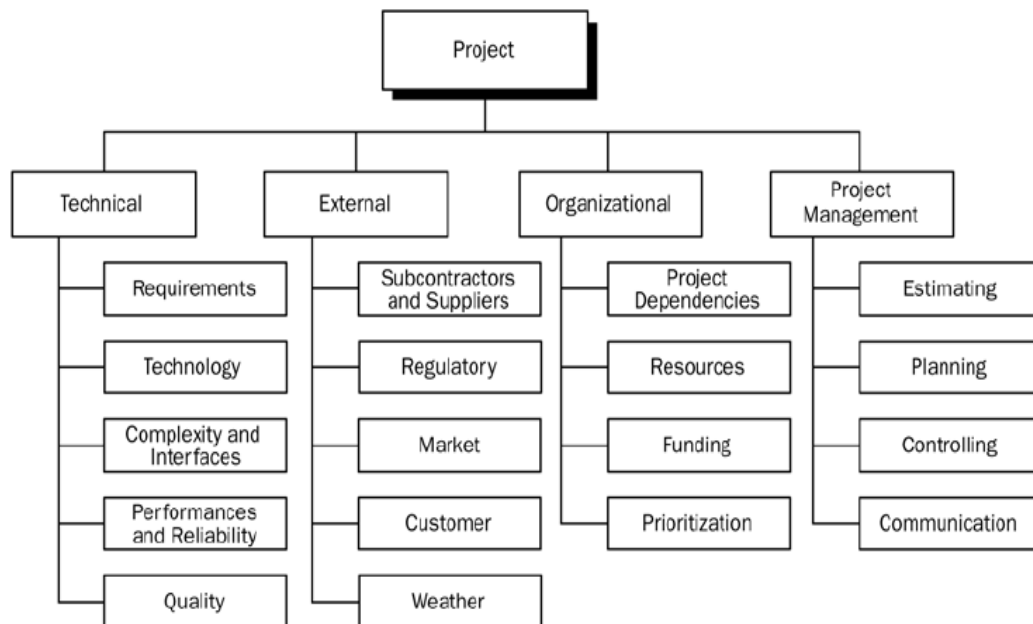 Project
Technical
External
Organizational
Project
Management
Requirements
Technology
Complexity and
Interfaces
Performances
and Reliability
Quality
Subcontractors
and Suppliers
Regulatory
Market
Customer
Weather
Project
Dependencies
Resources
Funding
Prioritization
Estimating
Planning
Controlling
Communication